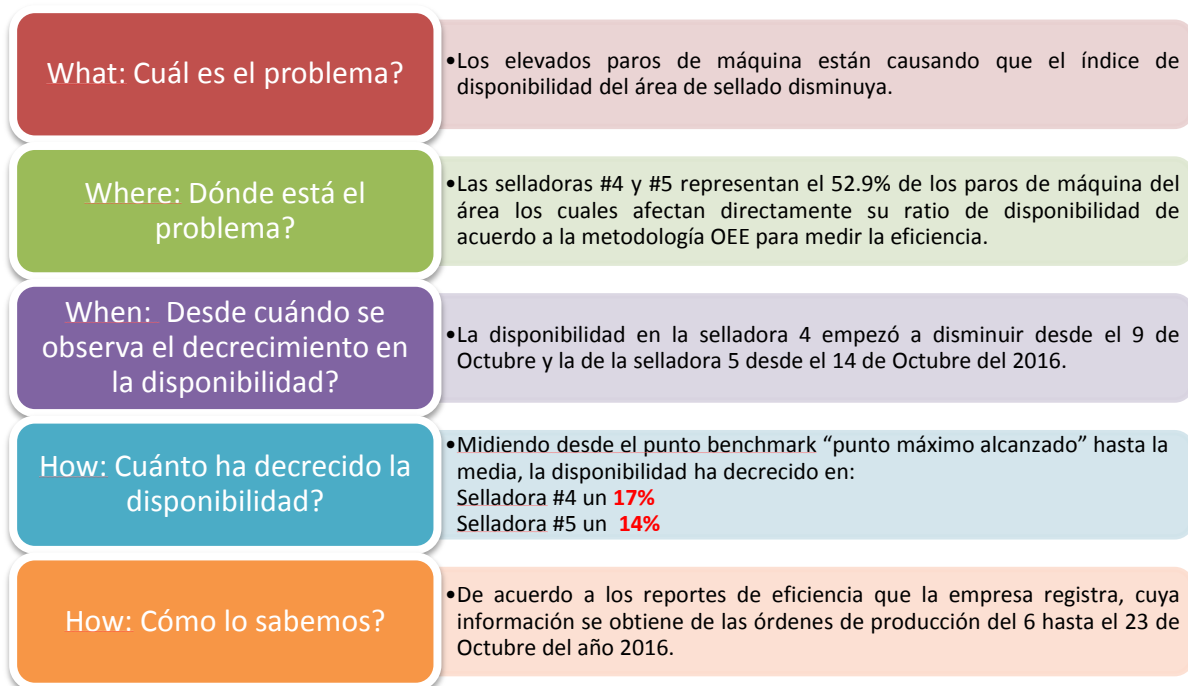 What: Cuál es el problema?
•Los elevados paros de máquina están causando que el índice de
disponibilidad del área de sellado disminuya.
Where: Dónde está el
problema?
•Las selladoras #4 y #5 representan el 52.9% de los paros de máquina del
área los cuales afectan directamente su ratio de disponibilidad de
acuerdo a la metodología OEE para medir la eficiencia.
When: Desde cuándo se
observa el decrecimiento en
la disponibilidad?
•La disponibilidad en la selladora 4 empezó a disminuir desde el 9 de
Octubre y la de la selladora 5 desde el 14 de Octubre del 2016.
How: Cuánto ha decrecido la
disponibilidad?
•Midiendo desde el punto benchmark “punto máximo alcanzado” hasta la
media, la disponibilidad ha decrecido en:
Selladora #4 un 17%
Selladora #5 un 14%
How: Cómo lo sabemos?
•De acuerdo a los reportes de eficiencia que la empresa registra, cuya
información se obtiene de las órdenes de producción del 6 hasta el 23 de
Octubre del año 2016.